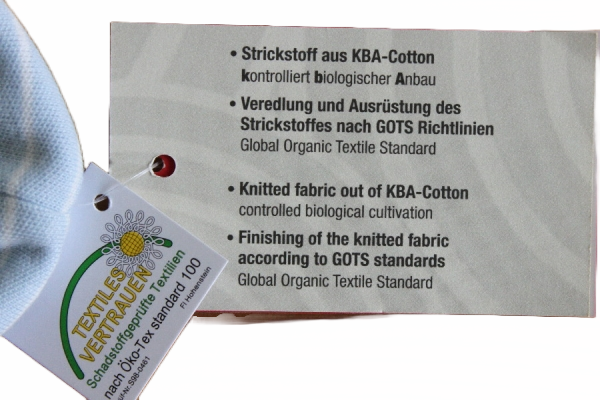 • Strickstoff aus KBA-Cotton
kontrolliert biologischer Anbau
• Veredlung und Ausrüstung des
Strickstoffes nach GOTS Richtlinien
Global Organic Textile Standard
• Knitted fabric out of KBA-Cotton
controlled biological cultivation
• Finishing of the knitted fabric
according to GOTS standards
Global Organic Textile Standard
TEXTILES
VERTRAUEN
Schadstoffgeprüfte Textilien
nach Öko-Tex standard 100
FI Hohenstein